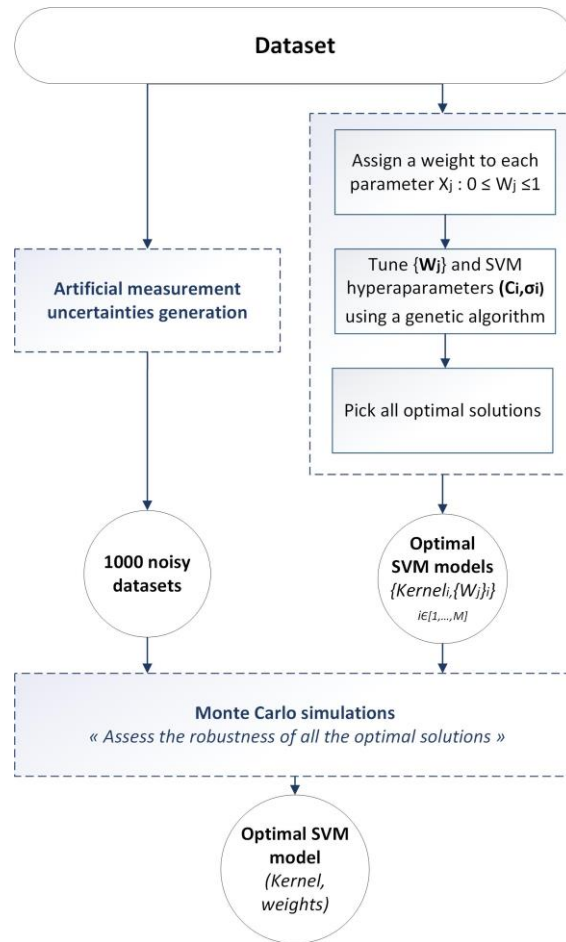 Dataset
Assign a weight to each
parameter Xj : 0 ≤ Wj ≤1
Tune {Wj} and SVM
hyperaparameters (Ci,σi)
using a genetic algorithm
Pick all optimal solutions
Artificial measurement
uncertainties generation
1000 noisy
datasets
Optimal
SVM models
{Kerneli,{Wj}i}
i∈[1,...,M]
Monte Carlo simulations
« Assess the robustness of all the optimal solutions »
Optimal SVM
model
(Kernel,
weights)